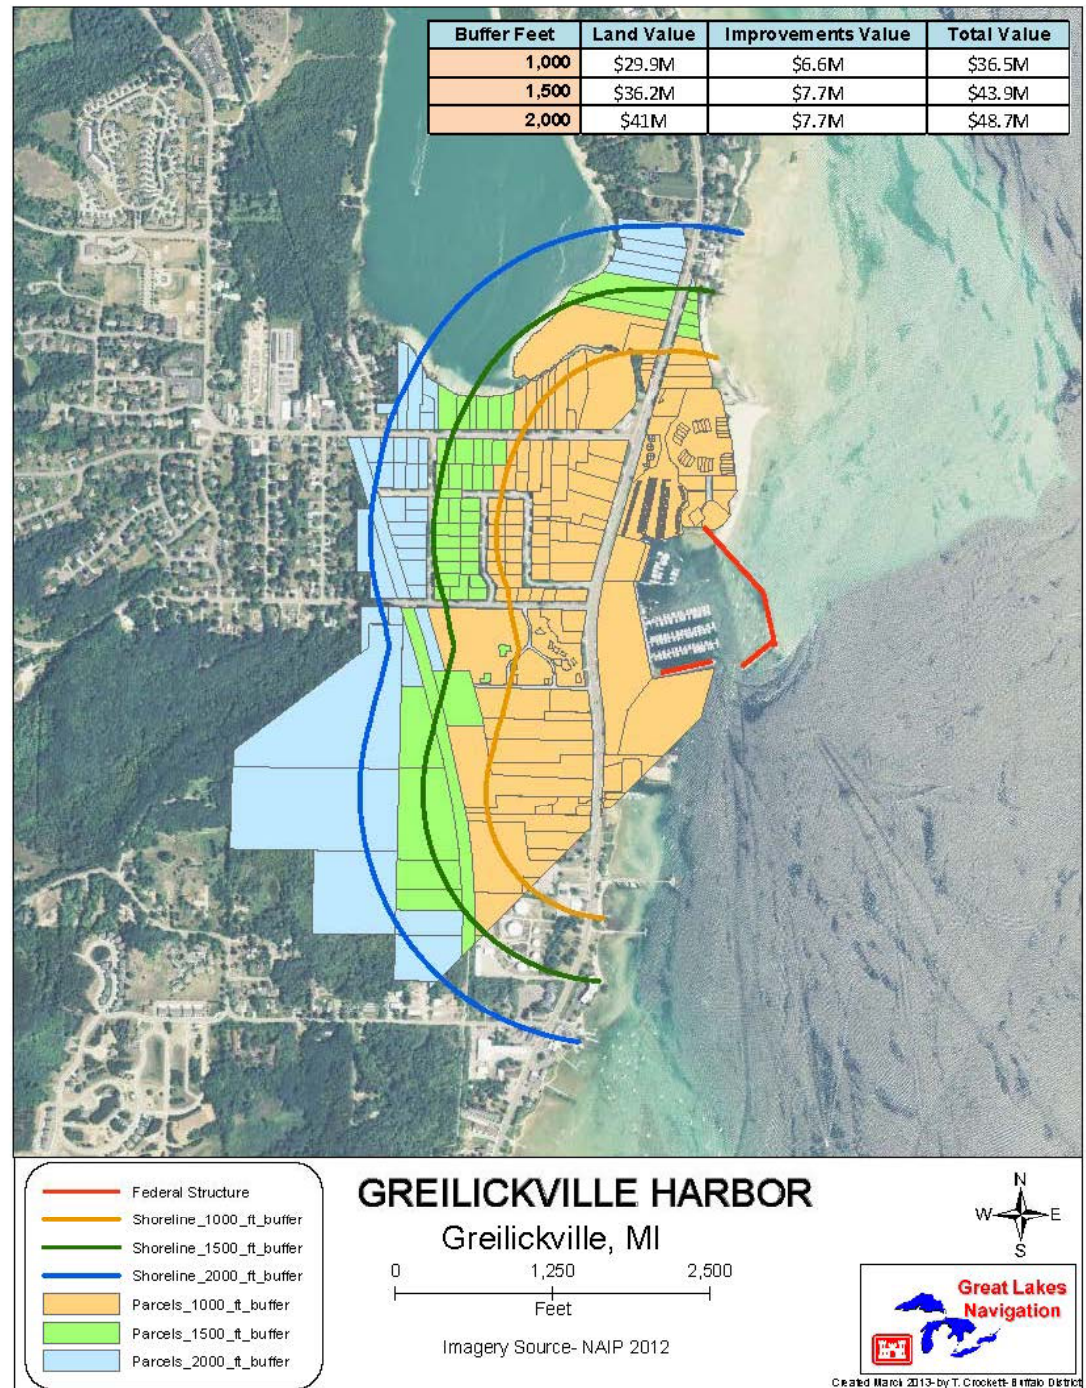 Buffer Feet Land Value Improvements Value Total Value
1,000 $29.9M $6.6M $36.5M
1,500 $36.2M $7.7M $43.9M
2,000 $41M $7.7M $48.7M
Federal Structure
Shoreline_1000_ft_buffer
Shoreline_1500_ft_buffer
Shoreline_2000_ft_buffer
Parcels_1000_ft_buffer
Parcels_1500_ft_buffer
Parcels_2000_ft_buffer
GREILICKVILLE HARBOR
Greilickville, MI
0 1,250 2,500
Feet
Imagery Source- NAIP 2012
N
W E
S
Great Lakes
Navigation
Created March 2013- by T. Crockett- Buffalo District